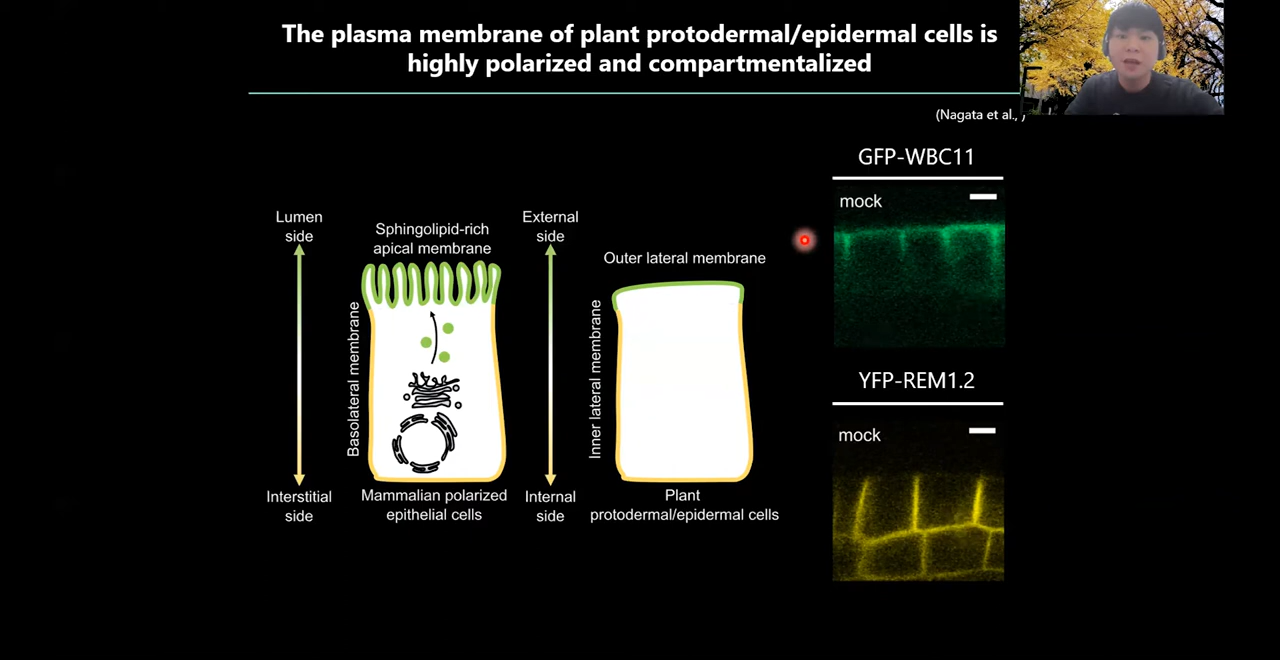 The plasma membrane of plant protodermal/epidermal cells is
highly polarized and compartmentalized
(Nagata et al., )
GFP-WBC11
mock
YFP-REM1.2
mock
Lumen
side
Interstitial
side
Sphingolipid-rich
apical membrane
Basolateral membrane
Mammalian polarized
epithelial cells
External
side
Internal
side
Outer lateral membrane
Inner lateral membrane
Plant
protodermal/epidermal cells